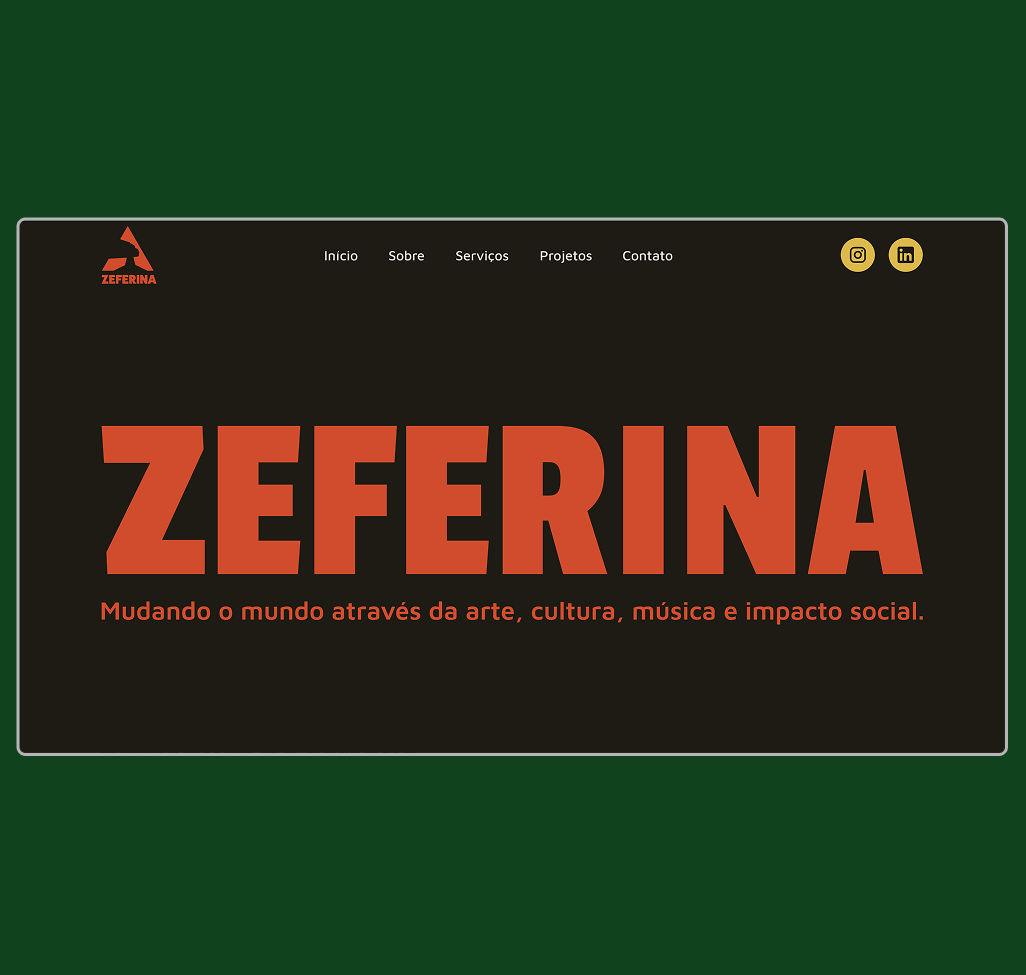 ZEFERINA
Início Sobre Serviços Projetos Contato
ZEFERINA
Mudando o mundo através da arte, cultura, música e impacto social.